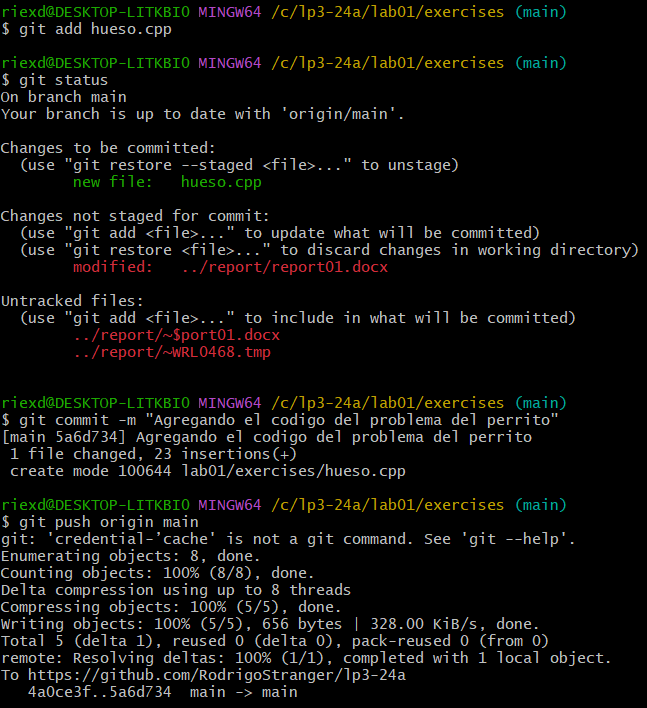 riexd@DESKTOP-LITKBIO MINGW64 /c/lp3-24a/lab01/exercises (main)
$ git add hueso.cpp
riexd@DESKTOP-LITKBIO MINGW64 /c/lp3-24a/lab01/exercises (main)
$ git status
On branch main
Your branch is up to date with 'origin/main'.
Changes to be committed:
  (use "git restore --staged <file>..." to unstage)
        new file:   hueso.cpp
Changes not staged for commit:
  (use "git add <file>..." to update what will be committed)
  (use "git restore <file>..." to discard changes in working directory)
        modified:   ../report/report01.docx
Untracked files:
  (use "git add <file>..." to include in what will be committed)
        ../report/~$port01.docx
        ../report/~WRL0468.tmp
riexd@DESKTOP-LITKBIO MINGW64 /c/lp3-24a/lab01/exercises (main)
$ git commit -m "Agregando el codigo del problema del perrito"
[main 5a6d734] Agregando el codigo del problema del perrito
 1 file changed, 23 insertions(+)
 create mode 100644 lab01/exercises/hueso.cpp
riexd@DESKTOP-LITKBIO MINGW64 /c/lp3-24a/lab01/exercises (main)
$ git push origin main
git: 'credential-'cache' is not a git command. See 'git --help'.
Enumerating objects: 8, done.
Counting objects: 100% (8/8), done.
Delta compression using up to 8 threads
Compressing objects: 100% (5/5), done.
Writing objects: 100% (5/5), 656 bytes | 328.00 KiB/s, done.
Total 5 (delta 1), reused 0 (delta 0), pack-reused 0 (from 0)
remote: Resolving deltas: 100% (1/1), completed with 1 local object.
To https://github.com/RodrigoStranger/lp3-24a
   4a0ce3f..5a6d734  main -> main